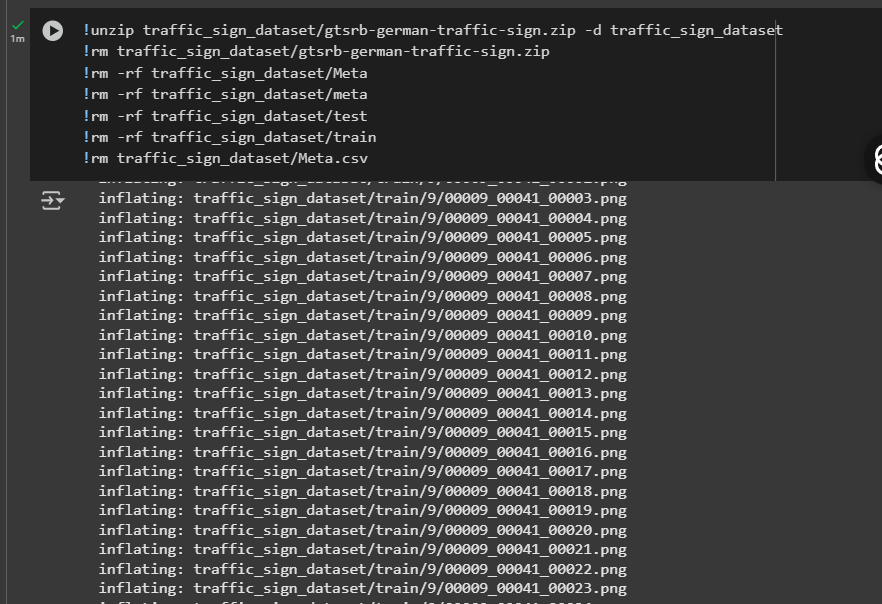 1m
!unzip traffic_sign_dataset/gtsrb-german-traffic-sign.zip -d traffic_sign_dataset
!rm traffic_sign_dataset/gtsrb-german-traffic-sign.zip
!rm -rf traffic_sign_dataset/Meta
!rm -rf traffic_sign_dataset/meta
!rm -rf traffic_sign_dataset/test
!rm -rf traffic_sign_dataset/train
!rm traffic_sign_dataset/Meta.csv
inflating: traffic_sign_dataset/train/9/00009_00041_00003.png
inflating: traffic_sign_dataset/train/9/00009_00041_00004.png
inflating: traffic_sign_dataset/train/9/00009_00041_00005.png
inflating: traffic_sign_dataset/train/9/00009_00041_00006.png
inflating: traffic_sign_dataset/train/9/00009_00041_00007.png
inflating: traffic_sign_dataset/train/9/00009_00041_00008.png
inflating: traffic_sign_dataset/train/9/00009_00041_00009.png
inflating: traffic_sign_dataset/train/9/00009_00041_00010.png
inflating: traffic_sign_dataset/train/9/00009_00041_00011.png
inflating: traffic_sign_dataset/train/9/00009_00041_00012.png
inflating: traffic_sign_dataset/train/9/00009_00041_00013.png
inflating: traffic_sign_dataset/train/9/00009_00041_00014.png
inflating: traffic_sign_dataset/train/9/00009_00041_00015.png
inflating: traffic_sign_dataset/train/9/00009_00041_00016.png
inflating: traffic_sign_dataset/train/9/00009_00041_00017.png
inflating: traffic_sign_dataset/train/9/00009_00041_00018.png
inflating: traffic_sign_dataset/train/9/00009_00041_00019.png
inflating: traffic_sign_dataset/train/9/00009_00041_00020.png
inflating: traffic_sign_dataset/train/9/00009_00041_00021.png
inflating: traffic_sign_dataset/train/9/00009_00041_00022.png
inflating: traffic_sign_dataset/train/9/00009_00041_00023.png